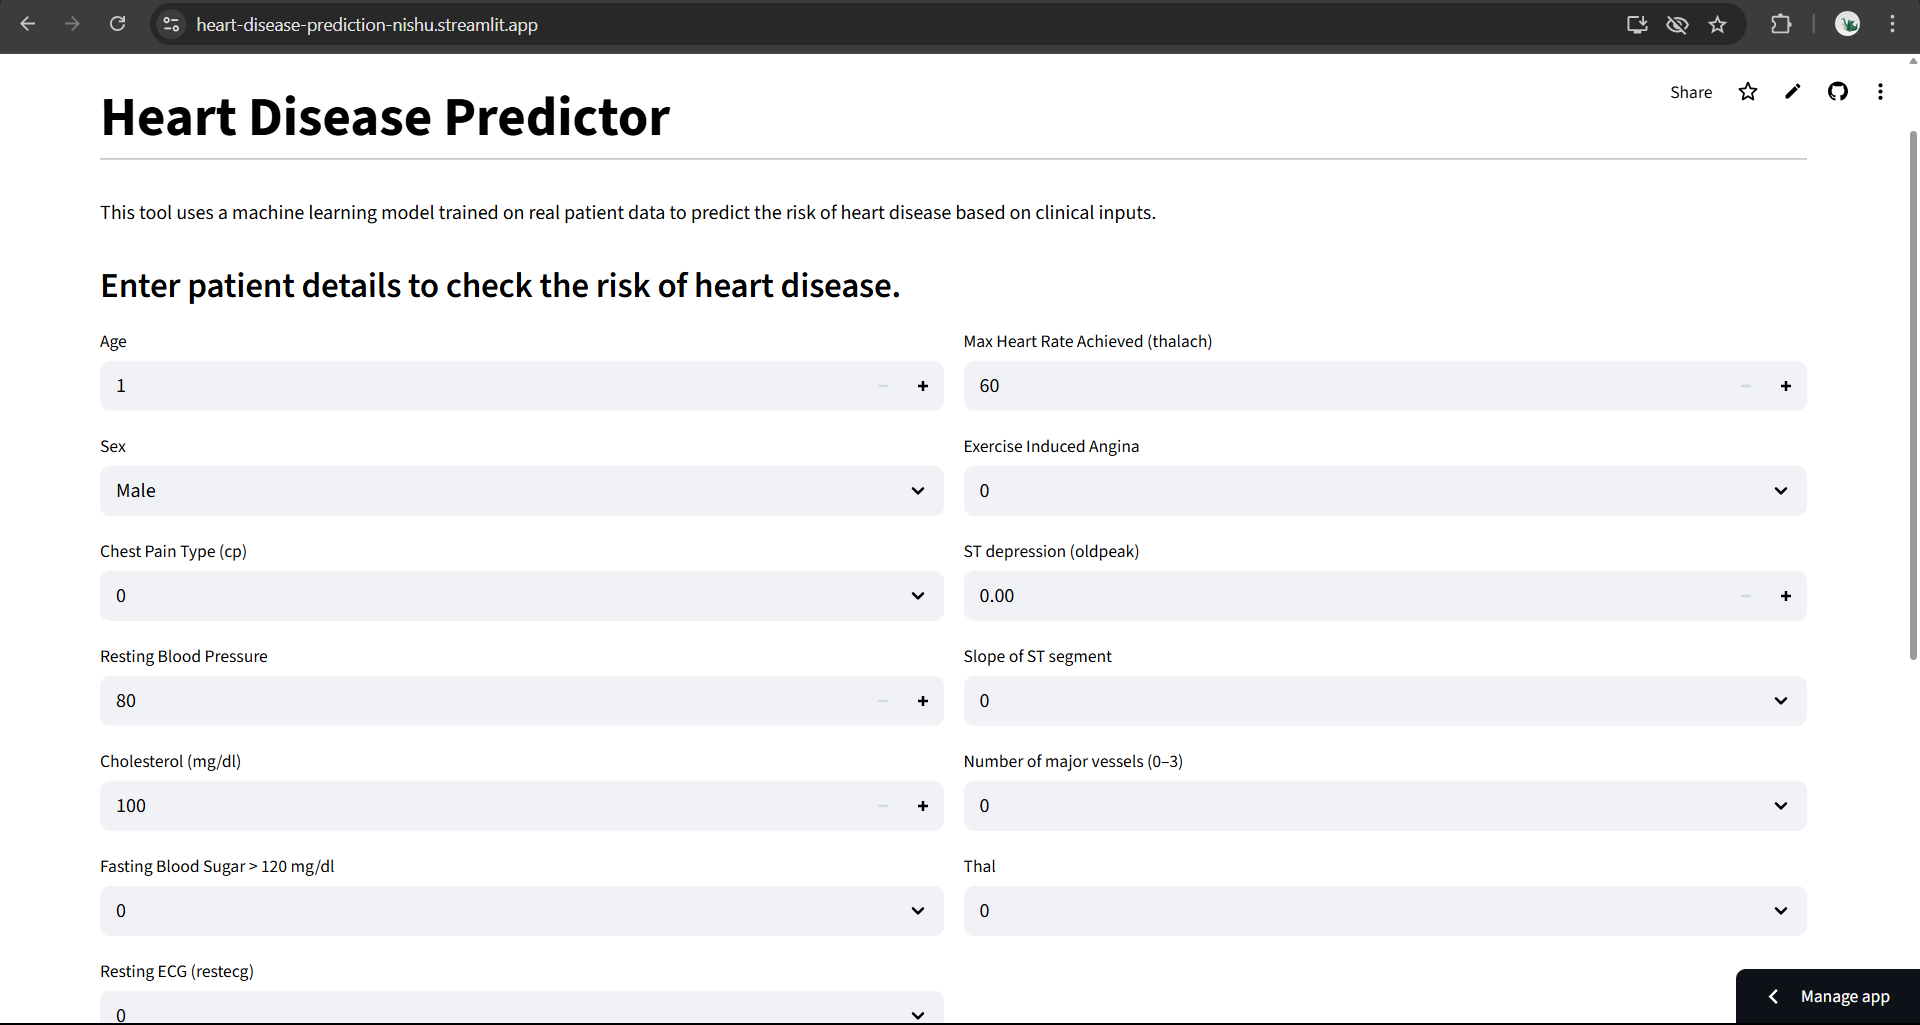 heart-disease-prediction-nishu.streamlit.app
Share
Heart Disease Predictor
This tool uses a machine learning model trained on real patient data to predict the risk of heart disease based on clinical inputs.
Enter patient details to check the risk of heart disease.
Age
1
Sex
Male
Chest Pain Type (cp)
0
Resting Blood Pressure
80
Cholesterol (mg/dl)
100
Fasting Blood Sugar > 120 mg/dl
0
Resting ECG (restecg)
0
Max Heart Rate Achieved (thalach)
60
Exercise Induced Angina
0
ST depression (oldpeak)
0.00
Slope of ST segment
0
Number of major vessels (0–3)
0
Thal
0
Manage app